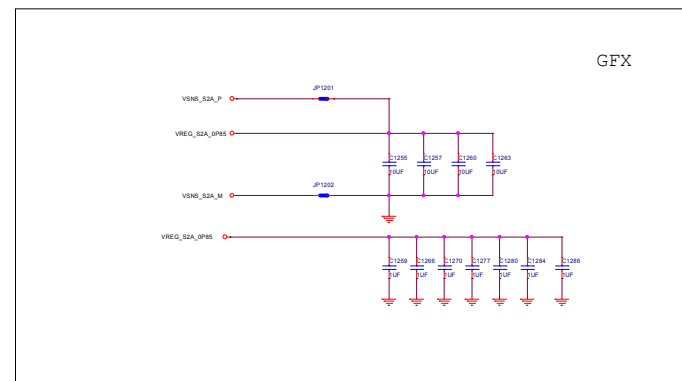 GFX
JP1201
VSNS_S2A_P
VREG_S2A_0P85
C1255 C1257 C1260 C1263
10UF 10UF 10UF 10UF
JP1202
VSNS_S2A_M
VREG_S2A_0P85
C1259 C1266 C1270 C1277 C1280 C1284 C1286
1UF 1UF 1UF 1UF 1UF 1UF 1UF